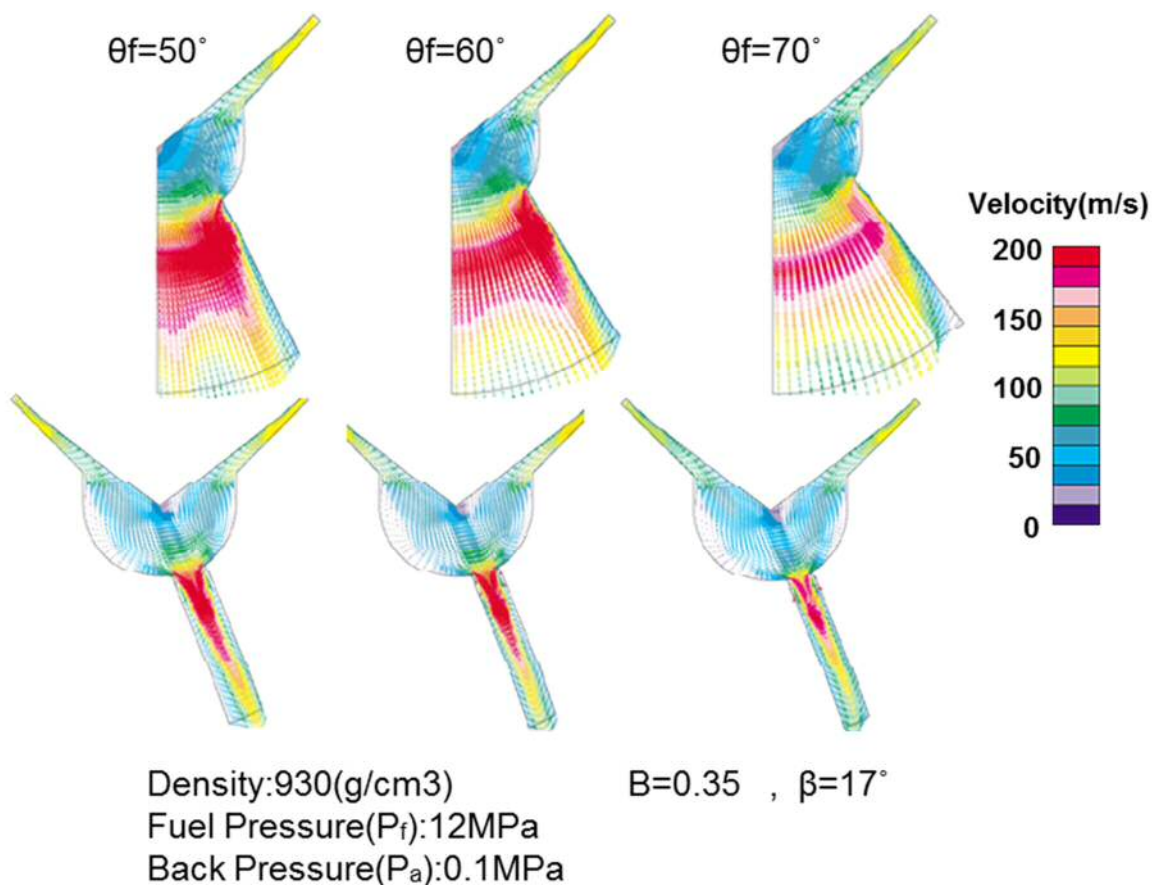 θf=50° θf=60° θf=70°
Velocity(m/s)
200
150
100
50
0
Density:930(g/cm3) B=0.35 , β=17°
Fuel Pressure(Pf):12MPa
Back Pressure(Pa):0.1MPa